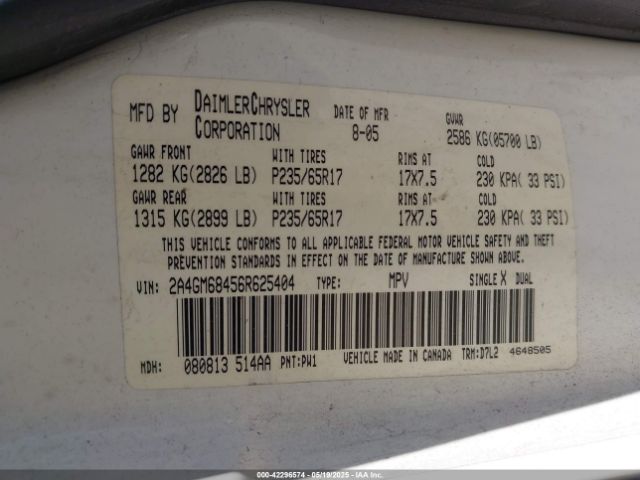 MFD BY DAIMLERCHRYSLER CORPORATION DATE OF MFR 8-05 GVWR 2586 KG(05700 LB)
GAWR FRONT WITH TIRES RIMS AT COLD
1282 KG(2826 LB) P235/65R17 17X7.5 230 KPA( 33 PSI)
GAWR REAR WITH TIRES RIMS AT COLD
1315 KG(2899 LB) P235/65R17 17X7.5 230 KPA( 33 PSI)
THIS VEHICLE CONFORMS TO ALL APPLICABLE FEDERAL MOTOR VEHICLE SAFETY AND THEFT
PREVENTION STANDARDS IN EFFECT ON THE DATE OF MANUFACTURE SHOWN ABOVE.
VIN: 2A4GM68456R625404 TYPE: MPV SINGLE X DUAL
MDH: 080813 514AA PNT:PW1 VEHICLE MADE IN CANADA TRM:D7L2 4648505
000-42296574 - 05/19/2025 - IAA Inc.